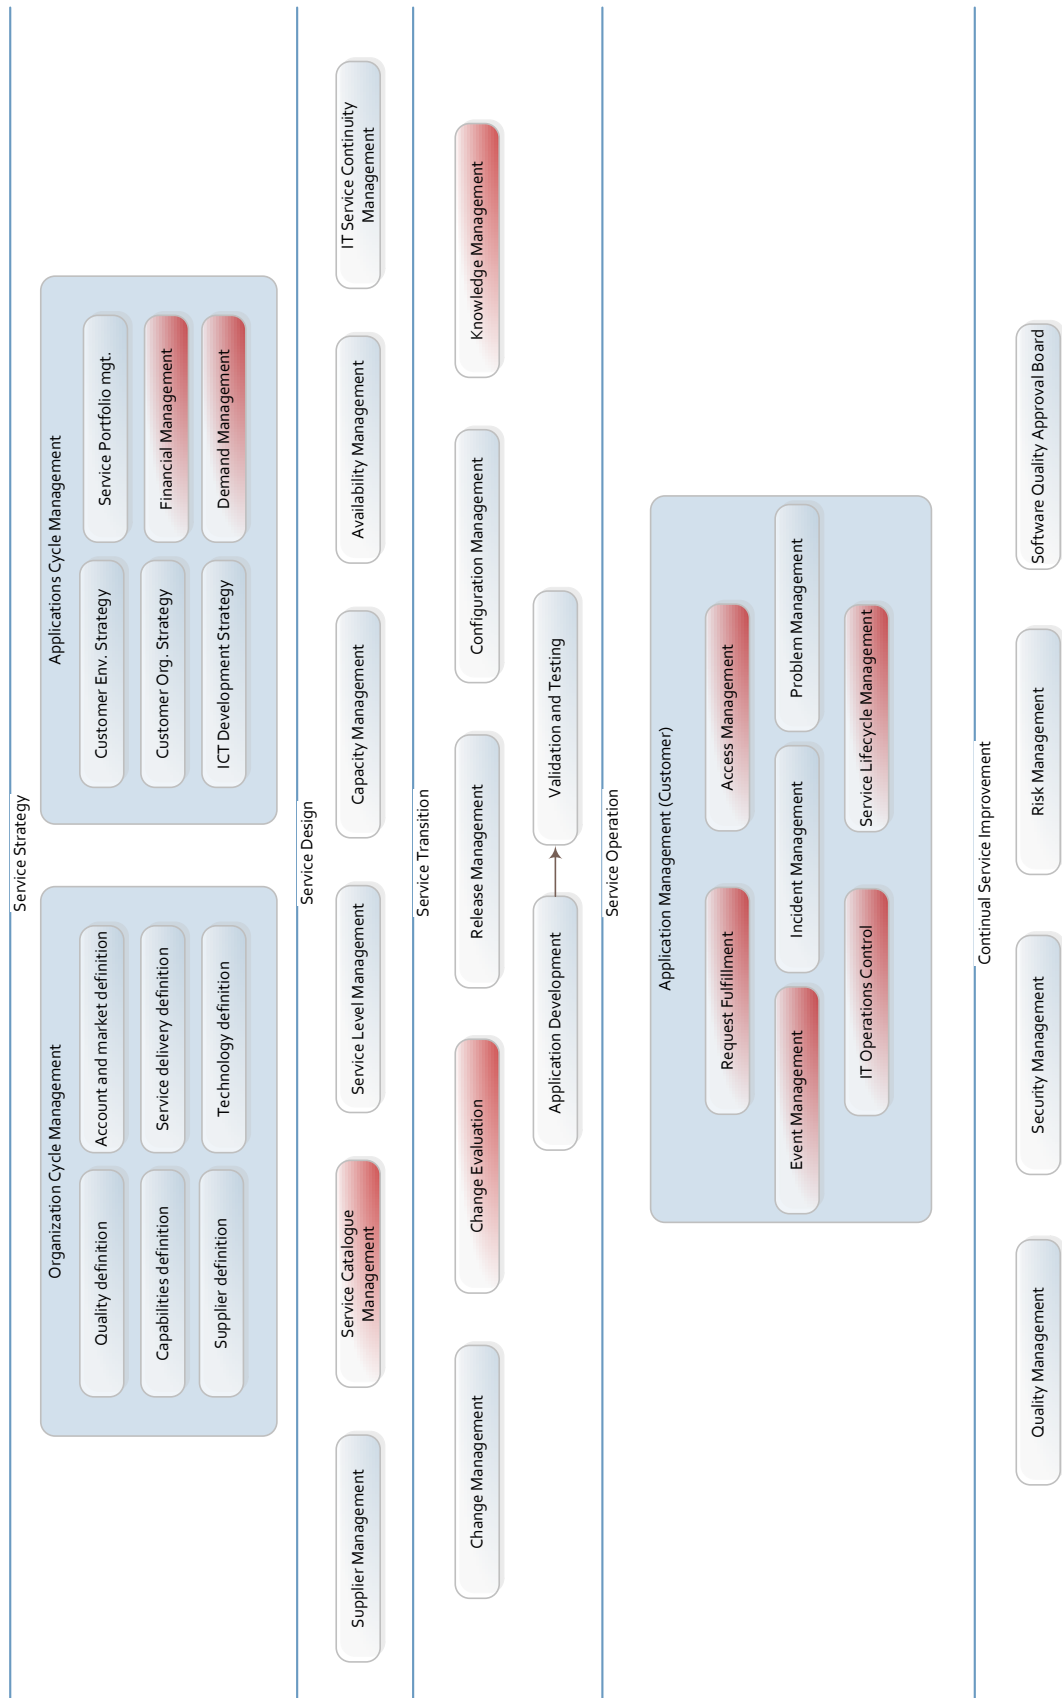 Service Strategy
Organization Cycle Management
Quality definition
Account and market definition
Capabilities definition
Service delivery definition
Supplier definition
Technology definition
Applications Cycle Management
Customer Env. Strategy
Service Portfolio mgt.
Customer Org. Strategy
Financial Management
ICT Development Strategy
Demand Management
Service Design
Supplier Management
Service Catalogue
Management
Service Level Management
Capacity Management
Availability Management
IT Service Continuity
Management
Service Transition
Change Management
Change Evaluation
Release Management
Configuration Management
Knowledge Management
Application Development
Validation and Testing
Service Operation
Application Management (Customer)
Request Fulfillment
Access Management
Event Management
Incident Management
Problem Management
IT Operations Control
Service Lifecycle Management
Continual Service Improvement
Quality Management
Security Management
Risk Management
Software Quality Approval Board